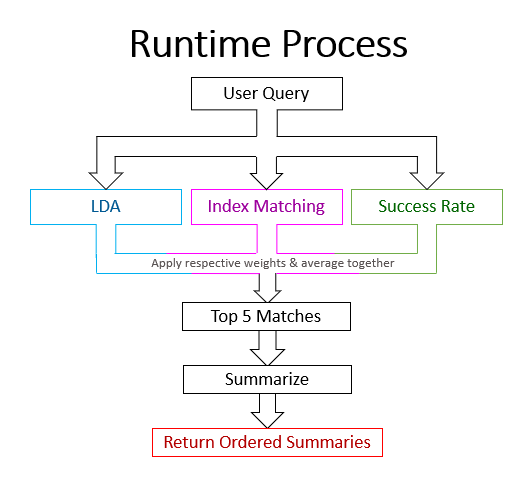 Runtime Process
User Query
LDA
Index Matching
Success Rate
Apply respective weights & average together
Top 5 Matches
Summarize
Return Ordered Summaries